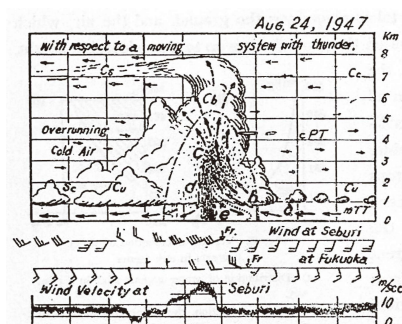 Aug. 24, 1947
Km
with respect to a moving system with thunder.
8
Cs
Cc
7
Cb
6
5
Overrunning
cPT
4
Cold Air
c
3
d
2
Sc Cu
b
Cu
1
e
a
mTT
0
Fr. Wind at Seburi
Fr at Fukuoka
Wind Velocity at Seburi
m/sec
10
0